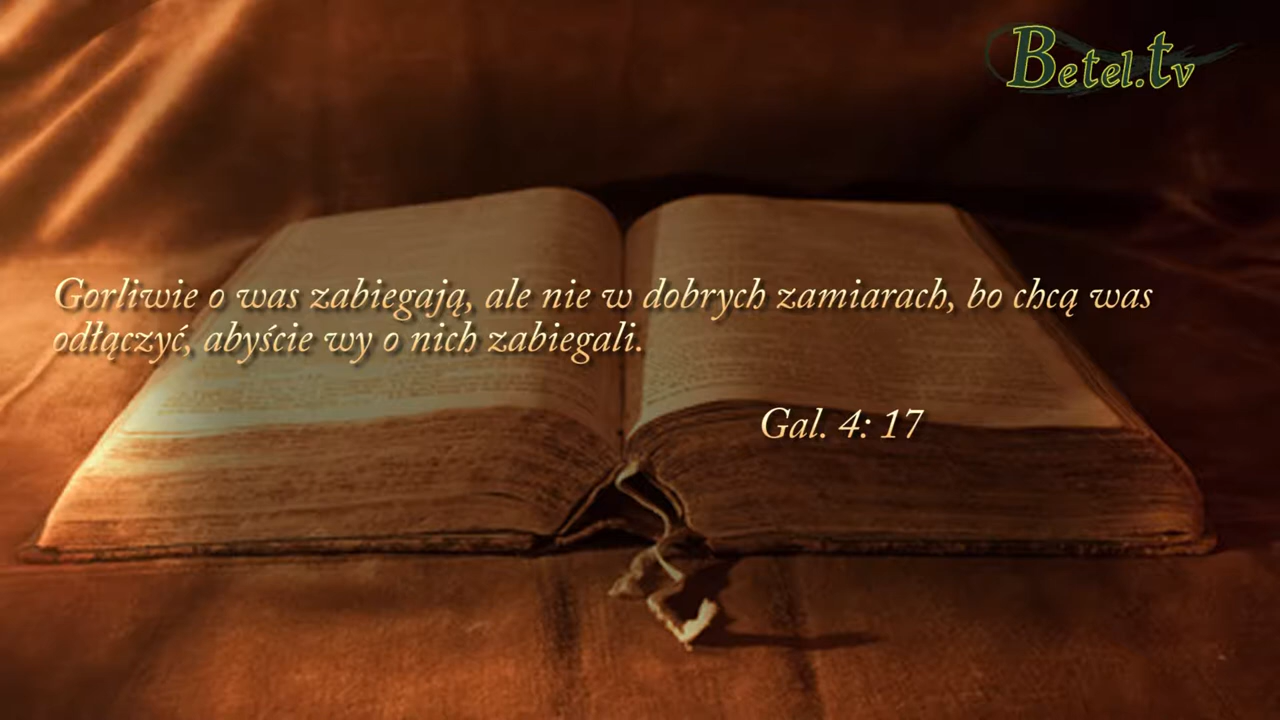 Betel.tv
Gorliwie o was zabiegają, ale nie w dobrych zamiarach, bo chcą was
odłączyć, abyście wy o nich zabiegali.
Gal. 4: 17